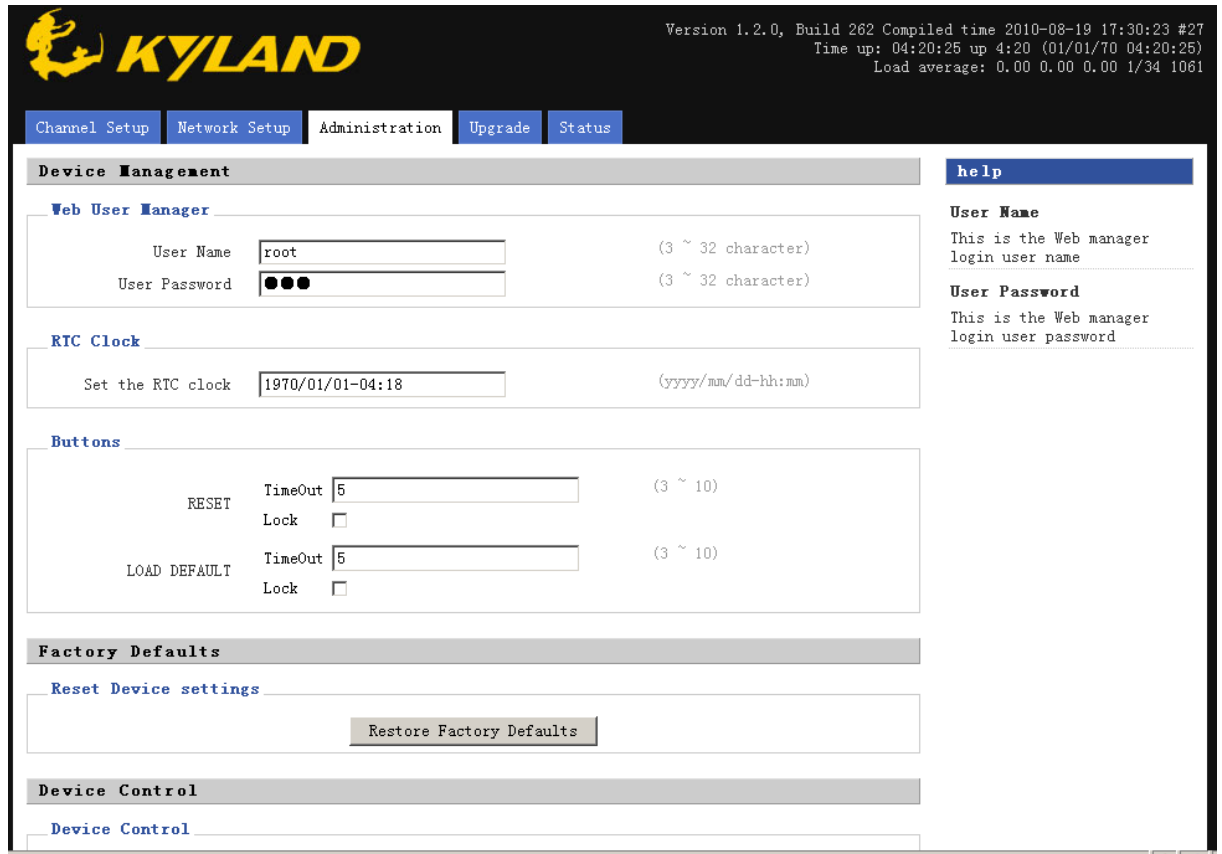 KYLAND
Version 1.2.0, Build 262 Compiled time 2010-08-19 17:30:23 #27
Time up: 04:20:25 up 4:20 (01/01/70 04:20:25)
Load average: 0.00 0.00 0.00 1/34 1061
Channel Setup Network Setup Administration Upgrade Status
Device Management
Web User Manager
User Name root (3 ~ 32 character)
User Password ●●● (3 ~ 32 character)
RTC Clock
Set the RTC clock 1970/01/01-04:18 (yyyy/mm/dd-hh:mm)
Buttons
RESET
TimeOut 5 (3 ~ 10)
Lock
LOAD DEFAULT
TimeOut 5 (3 ~ 10)
Lock
Factory Defaults
Reset Device settings
Restore Factory Defaults
Device Control
Device Control
help
User Name
This is the Web manager
login user name
User Password
This is the Web manager
login user password